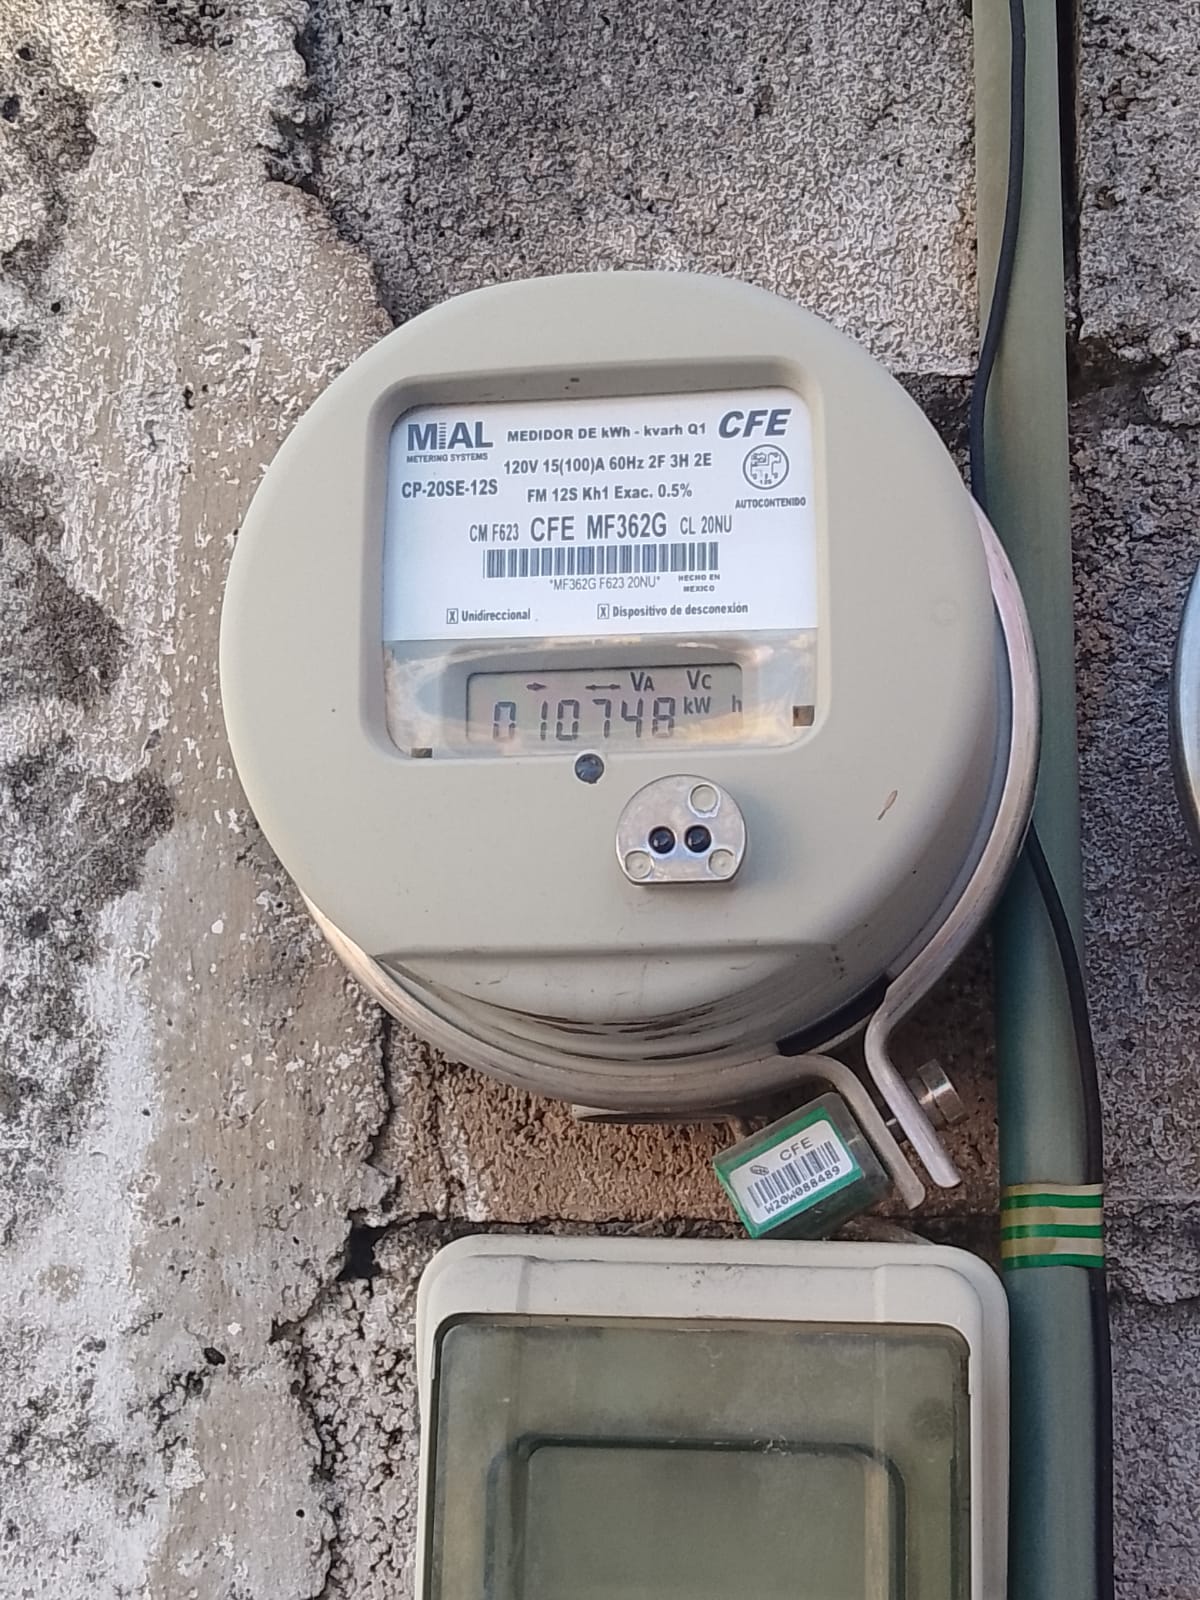 MIAL
METERING SYSTEMS
MEDIDOR DE kWh - kvarh Q1
CFE
120V 15(100)A 60Hz 2F 3H 2E
CP-20SE-12S
FM 12S Kh1 Exac. 0.5%
12S
AUTOCONTENIDO
CM F623 CFE MF362G CL 20NU
*MF362G F623 20NU*
HECHO EN
MEXICO
X Unidireccional
X Dispositivo de desconexión
VA VC
010748 kW h
CFE
W20W088489